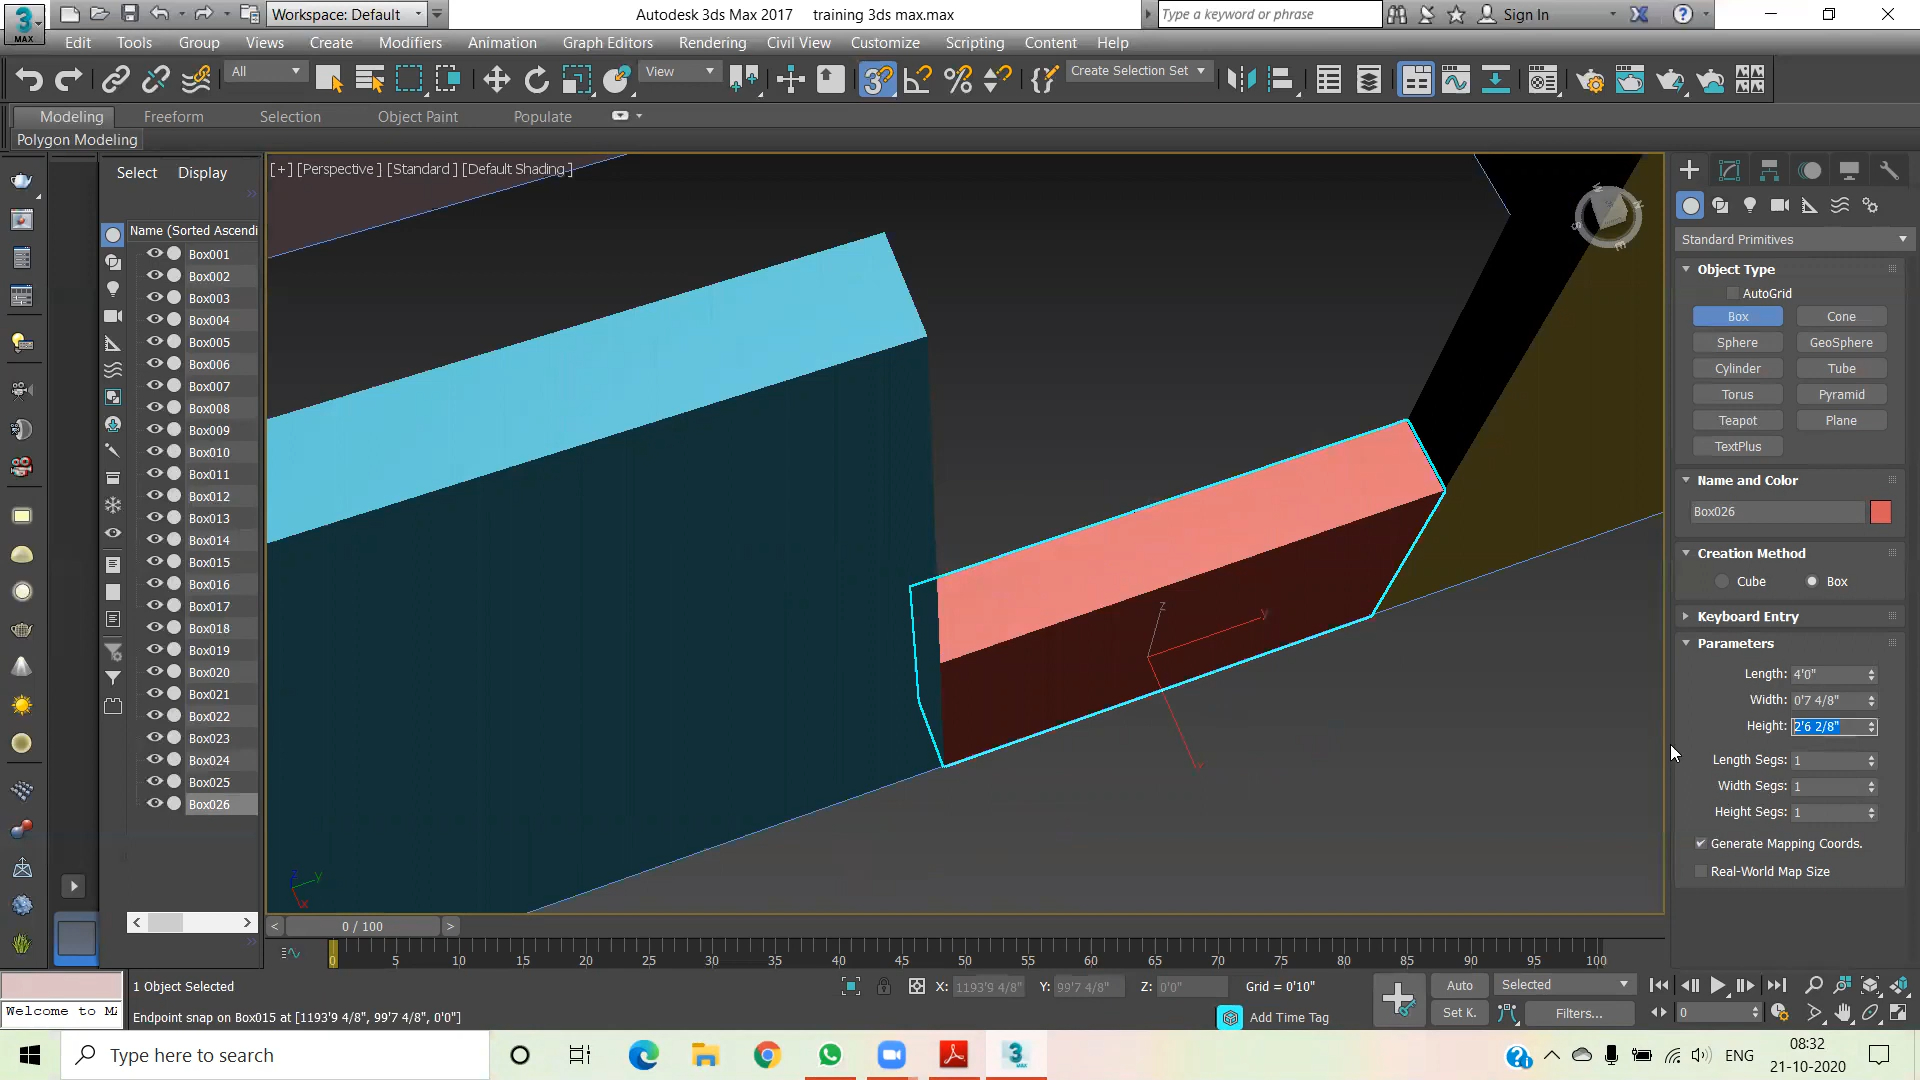 Workspace: Default
Autodesk 3ds Max 2017    training 3ds max.max
Type a keyword or phrase
Sign In
3
MAX
Edit Tools Group Views Create Modifiers Animation Graph Editors Rendering Civil View Customize Scripting Content Help
All
View
Create Selection Set
Modeling Freeform Selection Object Paint Populate
Polygon Modeling
Select Display
Name (Sorted Ascendi
Box001
Box002
Box003
Box004
Box005
Box006
Box007
Box008
Box009
Box010
Box011
Box012
Box013
Box014
Box015
Box016
Box017
Box018
Box019
Box020
Box021
Box022
Box023
Box024
Box025
Box026
[+] [Perspective ] [Standard ] [Default Shading ]
z
y
x
z
y
x
Standard Primitives
Object Type
AutoGrid
Box Cone
Sphere GeoSphere
Cylinder Tube
Torus Pyramid
Teapot Plane
TextPlus
Name and Color
Box026
Creation Method
Cube Box
Keyboard Entry
Parameters
Length: 4'0"
Width: 0'7 4/8"
Height: 2'6 2/8"
Length Segs: 1
Width Segs: 1
Height Segs: 1
Generate Mapping Coords.
Real-World Map Size
< 0 / 100 >
0 5 10 15 20 25 30 35 40 45 50 55 60 65 70 75 80 85 90 95 100
1 Object Selected
X: 1193'9 4/8" Y: 99'7 4/8" Z: 0'0" Grid = 0'10"
Auto Selected
Welcome to MA
Endpoint snap on Box015 at [1193'9 4/8", 99'7 4/8", 0'0"]
Add Time Tag
Set K. Filters... 0
Type here to search
ENG
08:32
21-10-2020